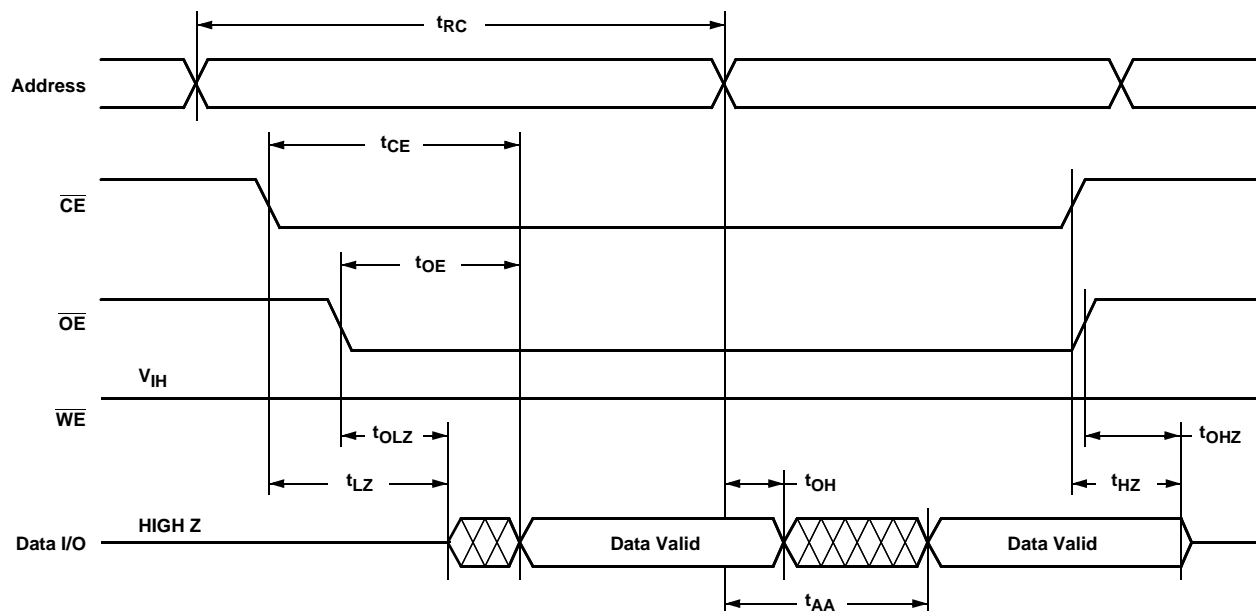 tRC
Address
tCE
CE
tOE
OE
VIH
WE
tOLZ
tOHZ
tLZ
tOH
tHZ
HIGH Z
Data I/O
Data Valid
Data Valid
tAA